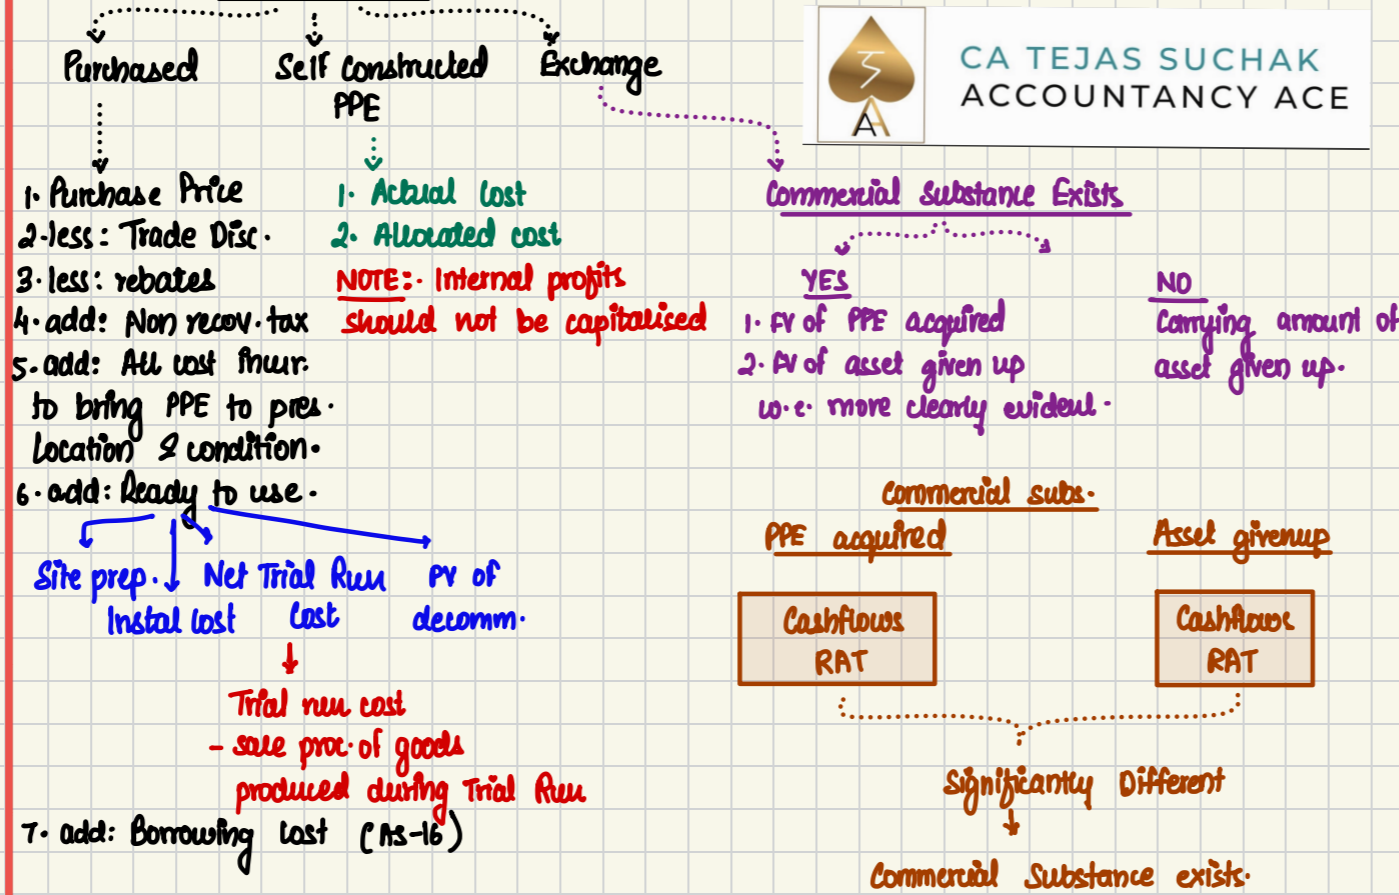 Purchased
Self constructed
PPE
Exchange
CA TEJAS SUCHAK
ACCOUNTANCY ACE
1. Purchase Price
2. less: Trade Disc.
3. less: rebates
4. add: Non recov. tax
5. add: All cost incur.
to bring PPE to pres.
location & condition.
6. add: Ready to use.
Site prep.
Instal cost
Net Trial Run
Cost
PV of
decomm.
Trial run cost
- sale proc. of goods
produced during Trial Run
7. add: Borrowing cost (AS-16)
1. Actual cost
2. Allocated cost
NOTE:- Internal profits
should not be capitalised
Commercial Substance Exists
YES
1. FV of PPE acquired
2. FV of asset given up
w.e. more clearly evident.
NO
Carrying amount of
asset given up.
Commercial subs.
PPE acquired
Asset givenup
Cashflows
RAT
Cashflows
RAT
Significantly Different
Commercial Substance exists.